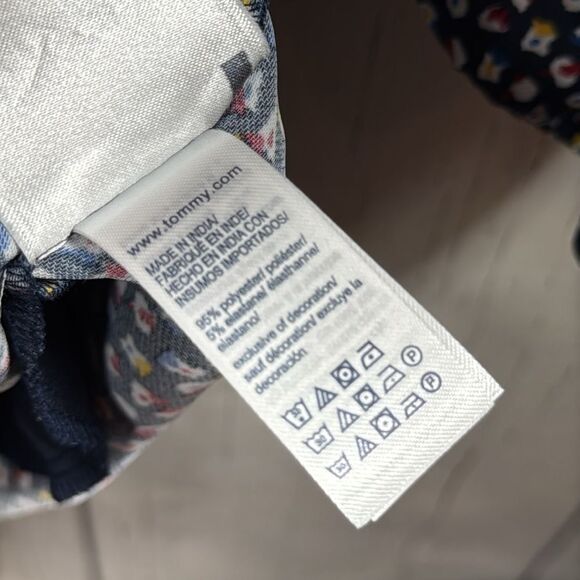 www.tommy.com
MADE IN INDIA/
FABRIQUÉ EN INDE/
HECHO EN INDIA CON
INSUMOS IMPORTADOS/
95% polyester/ polièster/
5% elastane/ élasthanne/
elastano/
exclusive of decoration/
sauf décoration/ excluye la
decoración